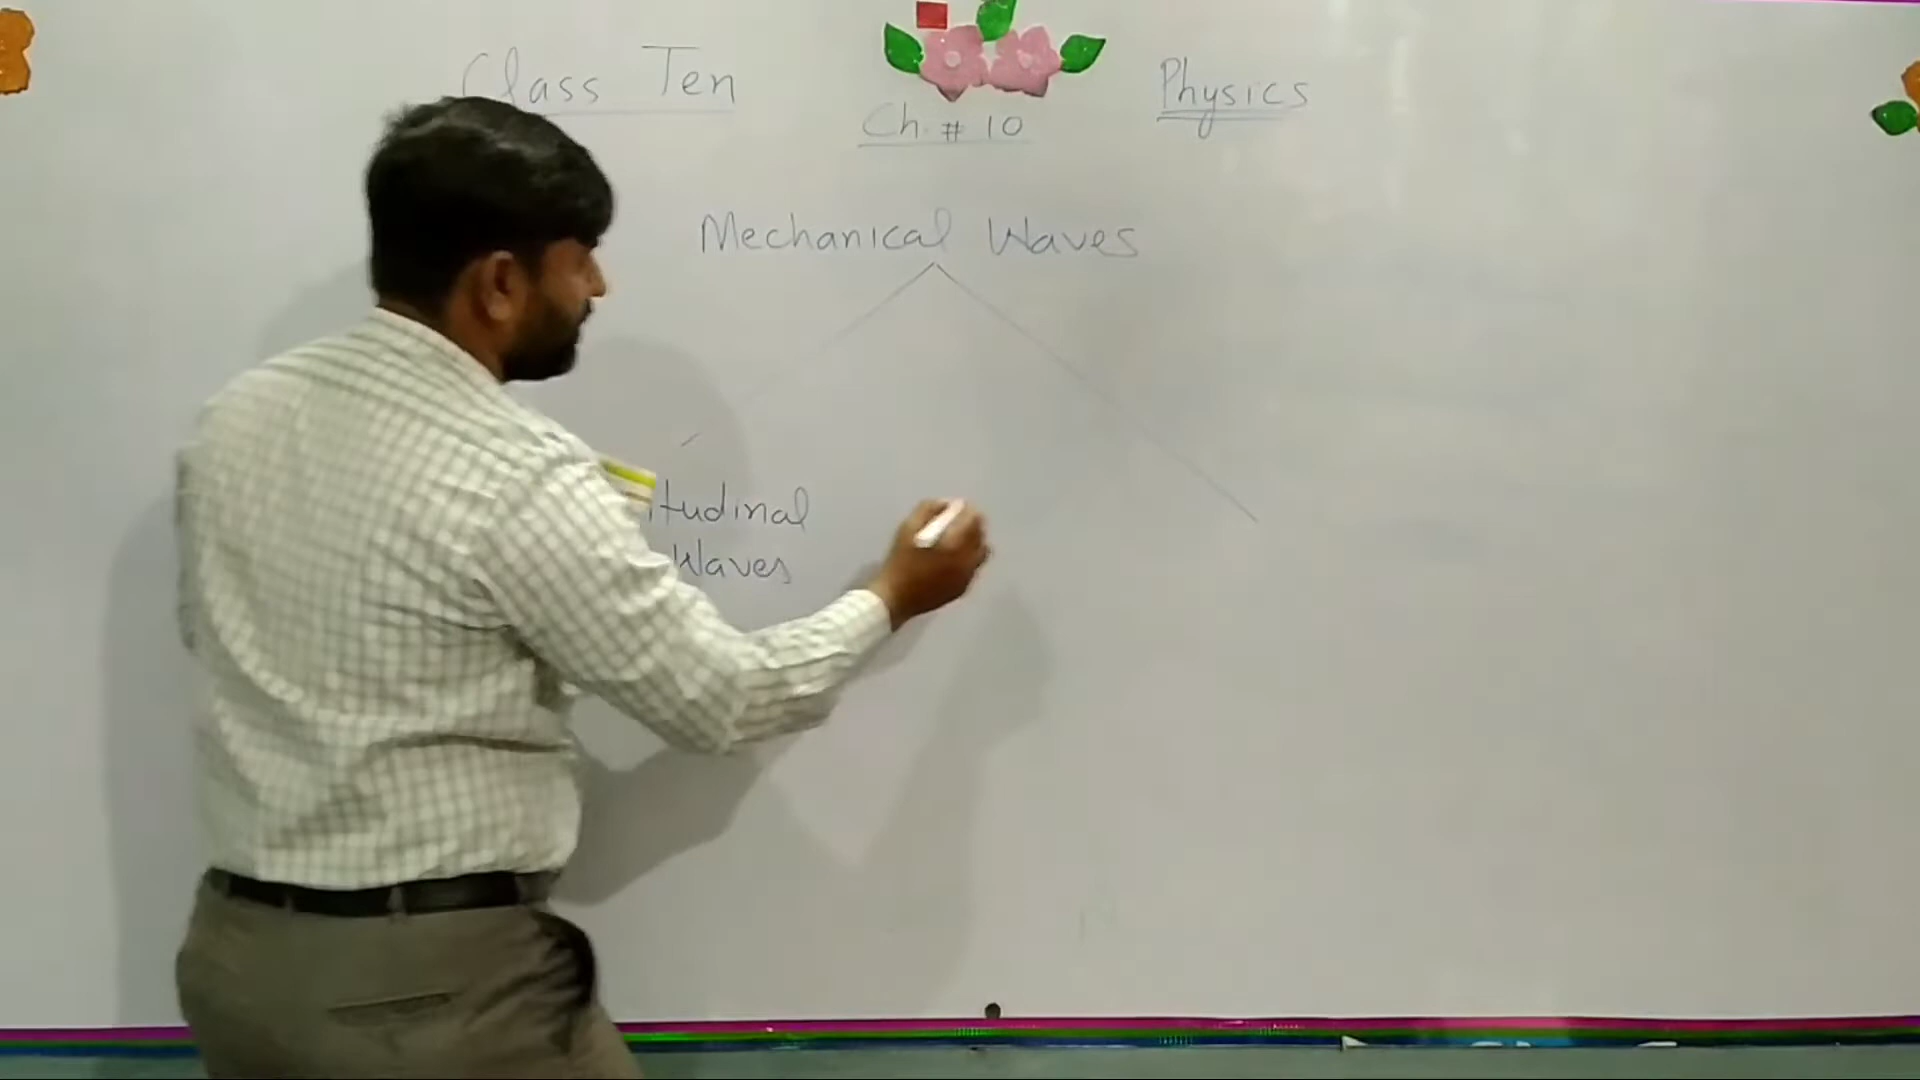 Class Ten
Physics
Ch. # 10
Mechanical Waves
itudinal
Waves